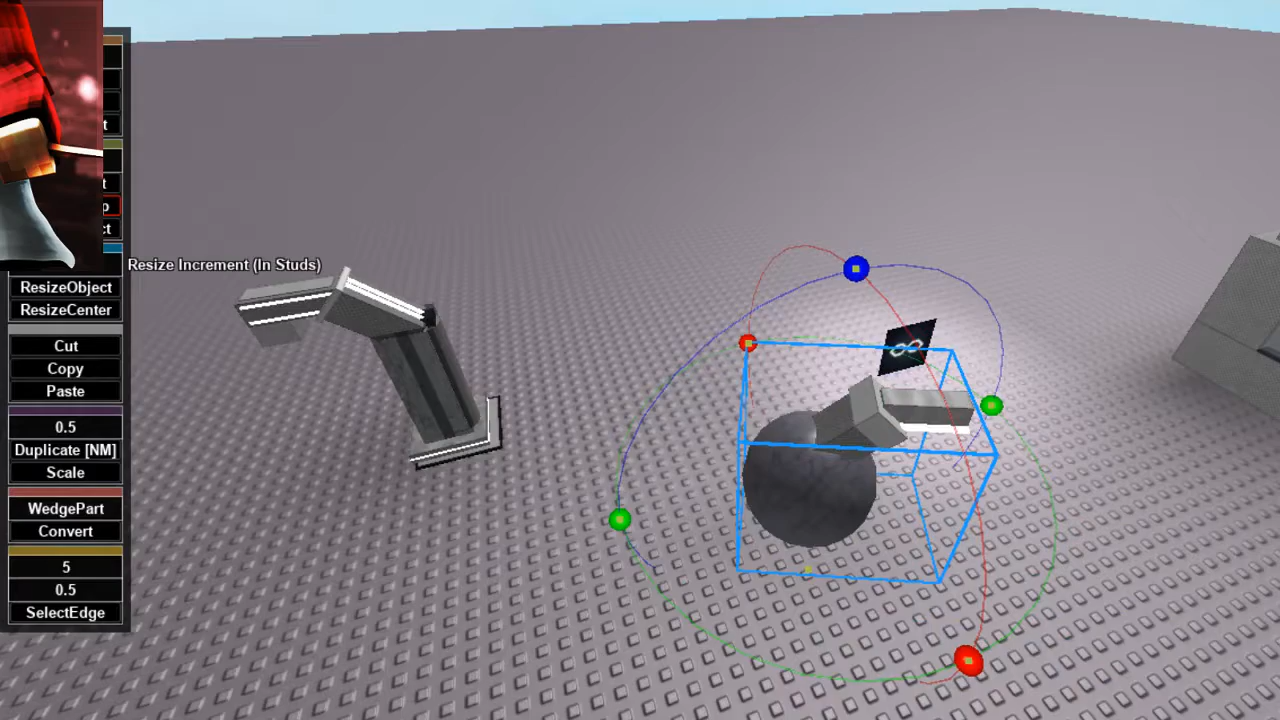 t
t
p
ct
Resize Increment (In Studs)
ResizeObject
ResizeCenter
Cut
Copy
Paste
0.5
Duplicate [NM]
Scale
WedgePart
Convert
5
0.5
SelectEdge